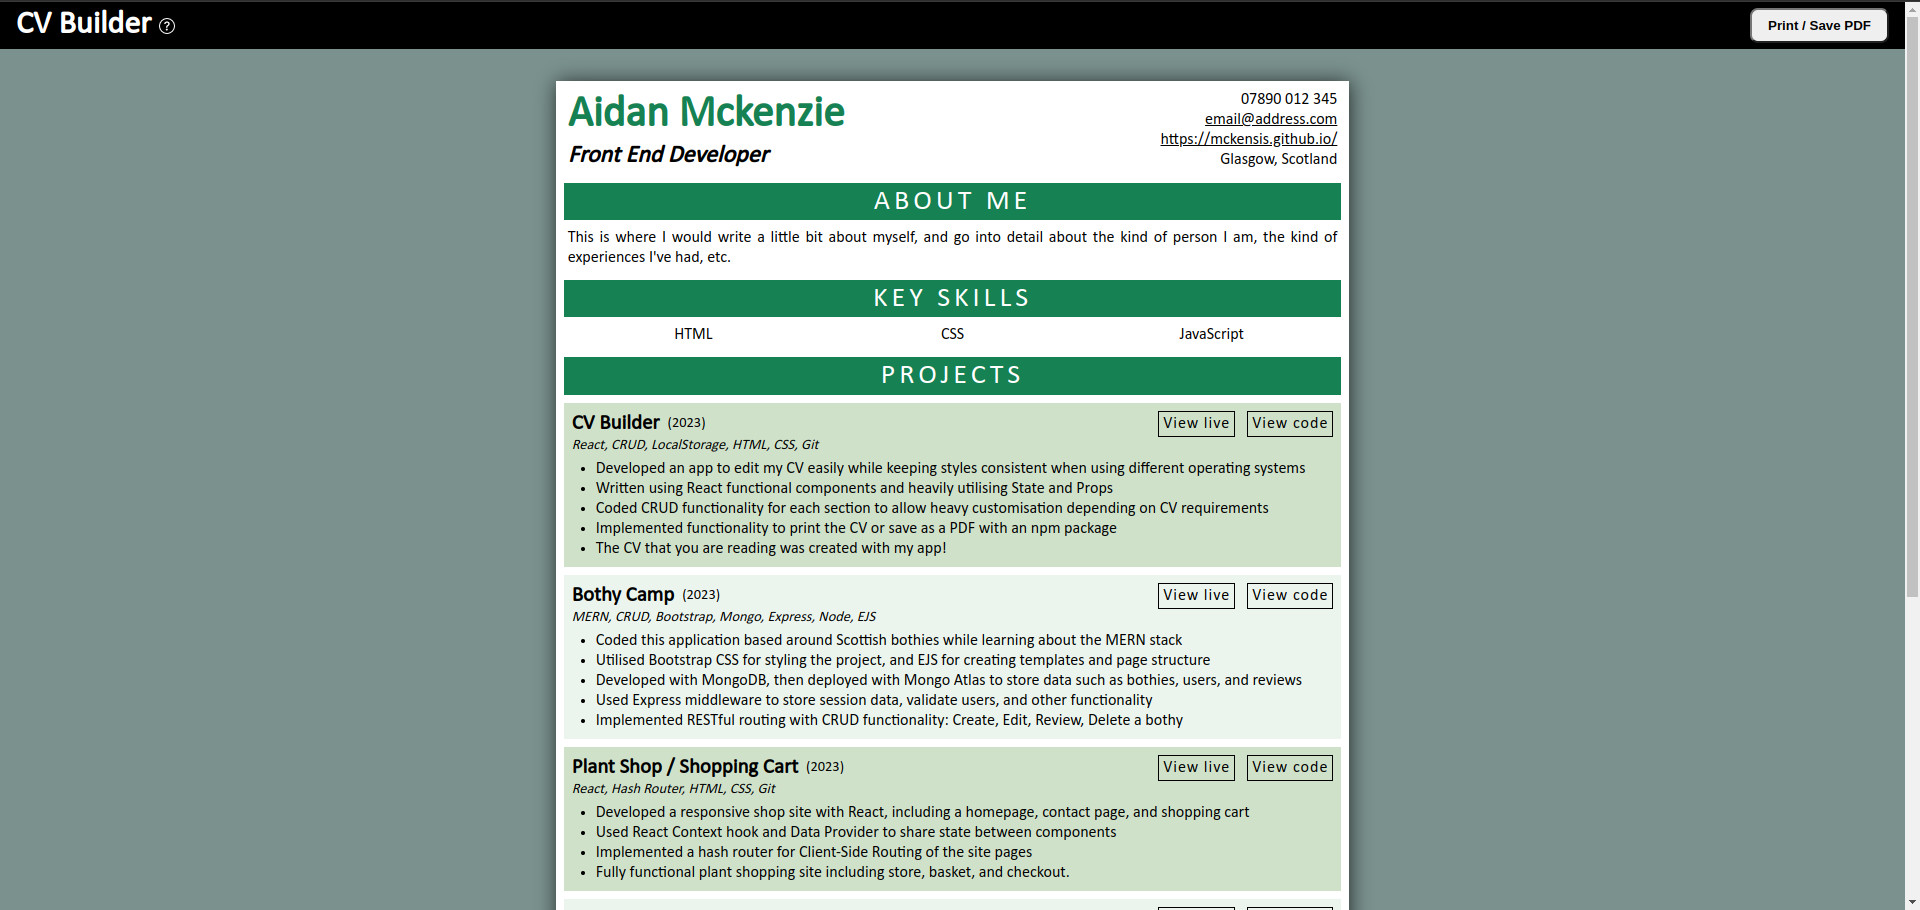 CV Builder ?
Print / Save PDF
Aidan Mckenzie
Front End Developer
07890 012 345
email@address.com
https://mckensis.github.io/
Glasgow, Scotland
ABOUT ME
This is where I would write a little bit about myself, and go into detail about the kind of person I am, the kind of
experiences I've had, etc.
KEY SKILLS
HTML CSS JavaScript
PROJECTS
CV Builder (2023) View live View code
React, CRUD, LocalStorage, HTML, CSS, Git
• Developed an app to edit my CV easily while keeping styles consistent when using different operating systems
• Written using React functional components and heavily utilising State and Props
• Coded CRUD functionality for each section to allow heavy customisation depending on CV requirements
• Implemented functionality to print the CV or save as a PDF with an npm package
• The CV that you are reading was created with my app!
Bothy Camp (2023) View live View code
MERN, CRUD, Bootstrap, Mongo, Express, Node, EJS
• Coded this application based around Scottish bothies while learning about the MERN stack
• Utilised Bootstrap CSS for styling the project, and EJS for creating templates and page structure
• Developed with MongoDB, then deployed with Mongo Atlas to store data such as bothies, users, and reviews
• Used Express middleware to store session data, validate users, and other functionality
• Implemented RESTful routing with CRUD functionality: Create, Edit, Review, Delete a bothy
Plant Shop / Shopping Cart (2023) View live View code
React, Hash Router, HTML, CSS, Git
• Developed a responsive shop site with React, including a homepage, contact page, and shopping cart
• Used React Context hook and Data Provider to share state between components
• Implemented a hash router for Client-Side Routing of the site pages
• Fully functional plant shopping site including store, basket, and checkout.